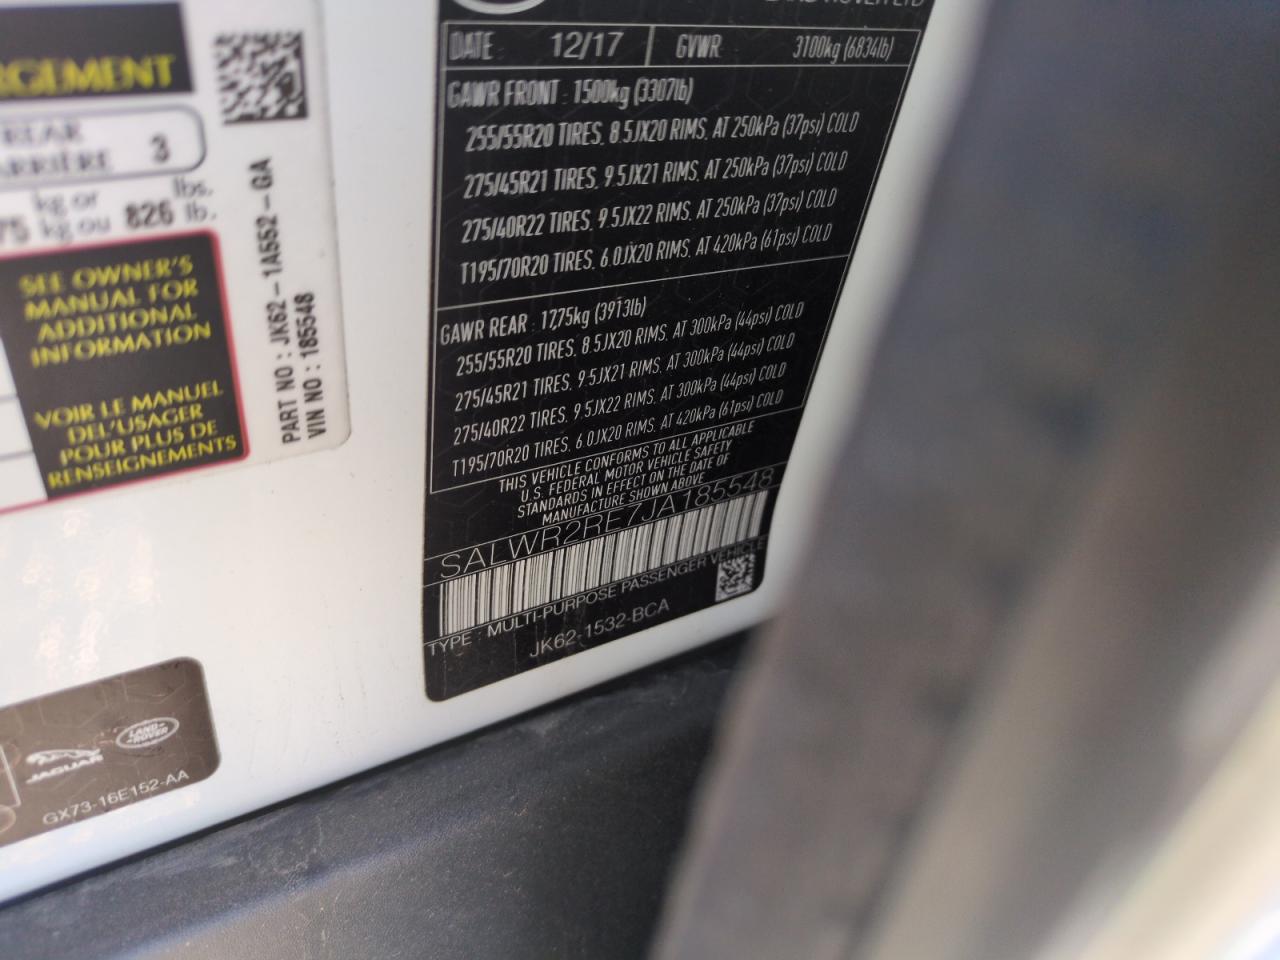 RGEMENT
REAR
ARRIÈRE 3
kg or lbs.
75 kg ou 826 lb.
SEE OWNER'S
MANUAL FOR
ADDITIONAL
INFORMATION
VOIR LE MANUEL
DEL'USAGER
POUR PLUS DE
RENSEIGNEMENTS
PART NO : JK62-1A552-GA
VIN NO : 185548
JAGUAR
LAND-
-ROVER
GX73-16E152-AA
LAND ROVER LTD
DATE : 12/17 GVWR 3100kg (6834lb)
GAWR FRONT : 1500kg (3307lb)
255/55R20 TIRES, 8.5JX20 RIMS, AT 250kPa (37psi) COLD
275/45R21 TIRES, 9.5JX21 RIMS, AT 250kPa (37psi) COLD
275/40R22 TIRES, 9.5JX22 RIMS, AT 250kPa (37psi) COLD
T195/70R20 TIRES, 6.0JX20 RIMS, AT 420kPa (61psi) COLD
GAWR REAR : 1775kg (3913lb)
255/55R20 TIRES, 8.5JX20 RIMS, AT 300kPa (44psi) COLD
275/45R21 TIRES, 9.5JX21 RIMS, AT 300kPa (44psi) COLD
275/40R22 TIRES, 9.5JX22 RIMS, AT 300kPa (44psi) COLD
T195/70R20 TIRES, 6.0JX20 RIMS, AT 420kPa (61psi) COLD
THIS VEHICLE CONFORMS TO ALL APPLICABLE
U.S. FEDERAL MOTOR VEHICLE SAFETY
STANDARDS IN EFFECT ON THE DATE OF
MANUFACTURE SHOWN ABOVE
SALWR2RE7JA185548
TYPE : MULTI-PURPOSE PASSENGER VEHICLE
JK62-1532-BCA